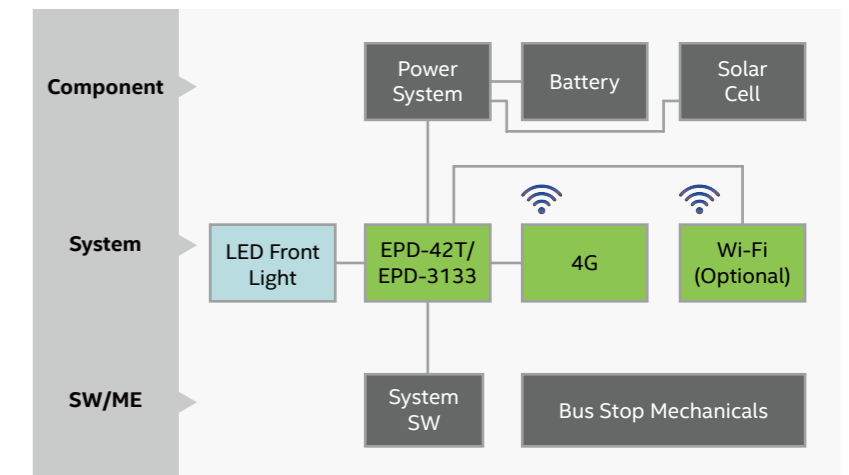 Component
Power
System
Battery
Solar
Cell
System
LED Front
Light
EPD-42T/
EPD-3133
4G
Wi-Fi
(Optional)
SW/ME
System
SW
Bus Stop Mechanicals